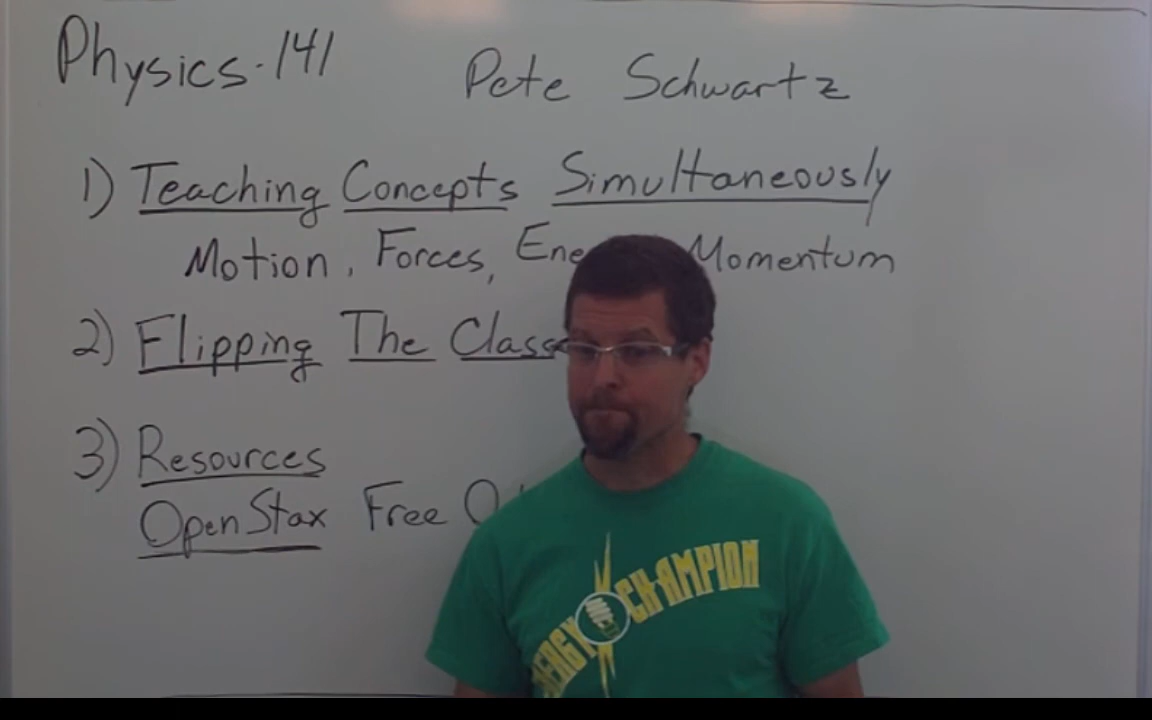 Physics-141
Pete Schwartz
1) Teaching Concepts Simultaneously
Motion, Forces, Momentum
2) Flipping The
3) Resources
OpenStax Free
CHAMPION